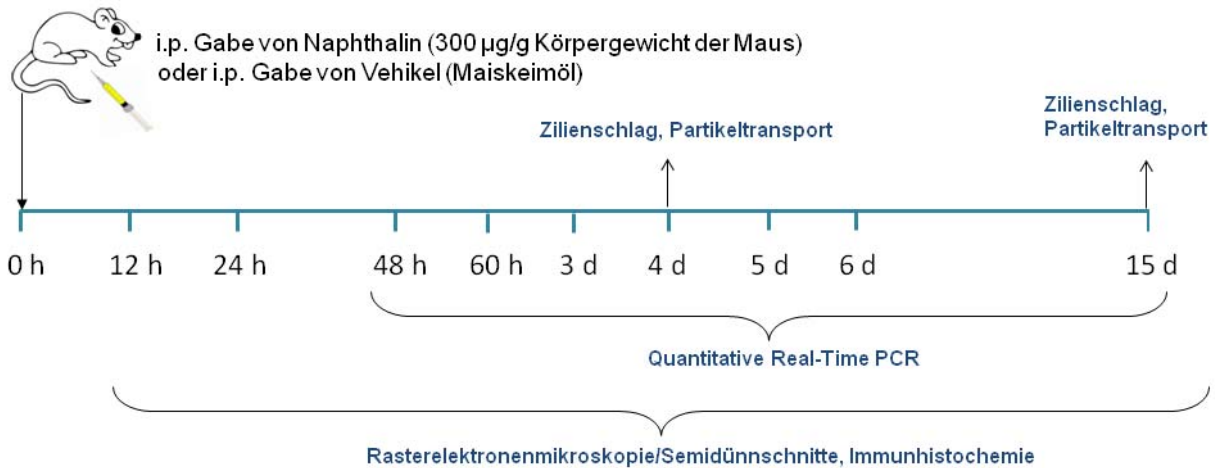 i.p. Gabe von Naphthalin (300 µg/g Körpergewicht der Maus)
oder i.p. Gabe von Vehikel (Maiskeimöl)
Zilienschlag, Partikeltransport
Zilienschlag,
Partikeltransport
0 h 12 h 24 h 48 h 60 h 3 d 4 d 5 d 6 d 15 d
Quantitative Real-Time PCR
Rasterelektronenmikroskopie/Semidünnschnitte, Immunhistochemie